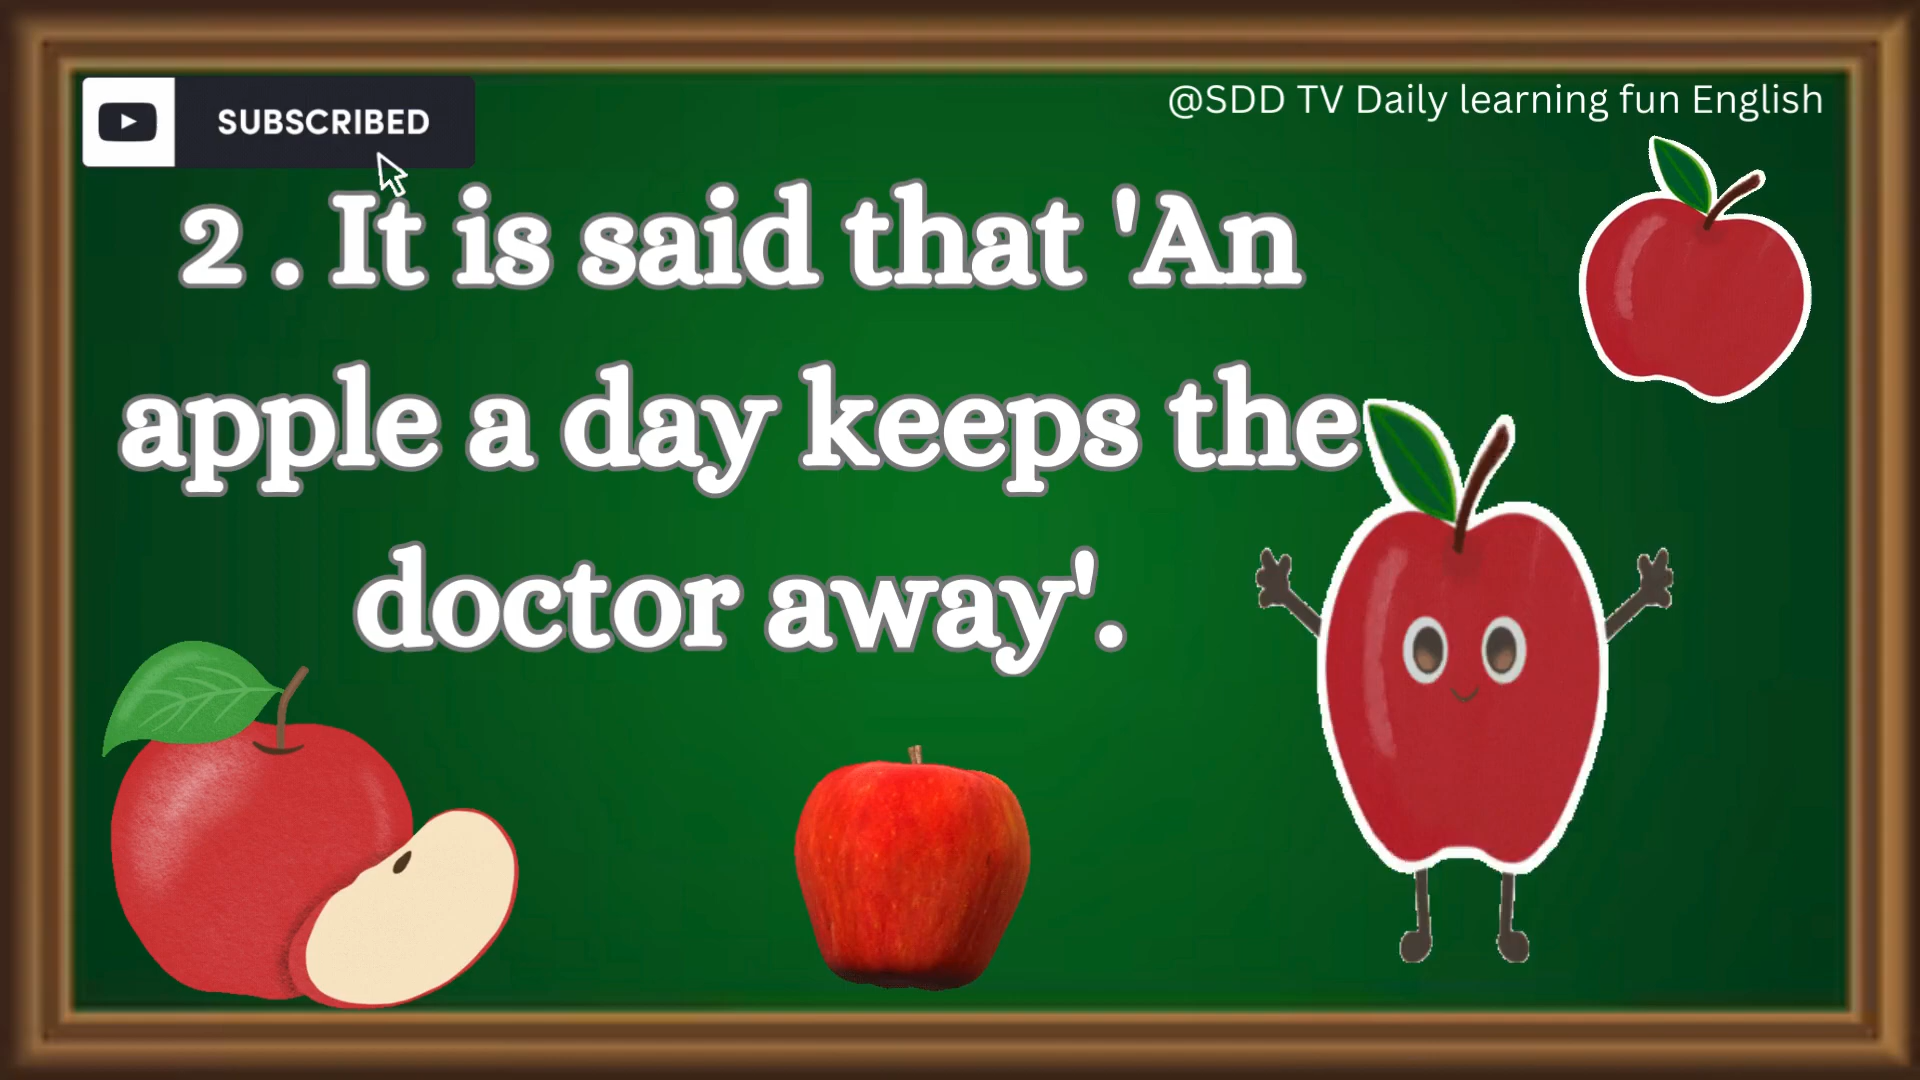 SUBSCRIBED
@SDD TV Daily learning fun English
2 . It is said that 'An
apple a day keeps the
doctor away'.